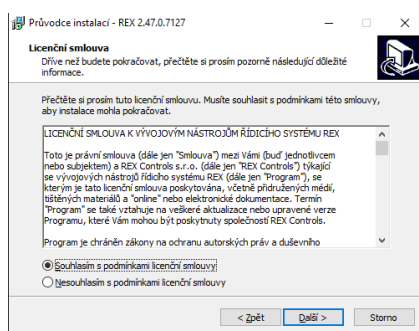 Průvodce instalací - REX 2.47.0.7127
Licenční smlouva
Dříve než budete pokračovat, přečtěte si prosím pozorně následující důležité
informace.
Přečtěte si prosím tuto licenční smlouvu. Musíte souhlasit s podmínkami této smlouvy,
aby instalace mohla pokračovat.
LICENČNÍ SMLOUVA K VÝVOJOVÝM NÁSTROJŮM ŘÍDICÍHO SYSTÉMU REX
Toto je právní smlouva (dále jen "Smlouva") mezi Vámi (buď jednotlivcem
nebo subjektem) a REX Controls s.r.o. (dále jen "REX Controls") týkající
se vývojových nástrojů řídicího systému REX (dále jen "Program"), se
kterým je tato licenční smlouva poskytována, včetně přidružených médií,
tištěných materiálů a "online" nebo elektronické dokumentace. Termín
"Program" se také vztahuje na veškeré aktualizace nebo upravené verze
Programu, které Vám mohou být poskytnuty společností REX Controls.
Program je chráněn zákony na ochranu autorských práv a duševního
Souhlasím s podmínkami licenční smlouvy
Nesouhlasím s podmínkami licenční smlouvy
< Zpět
Další >
Storno